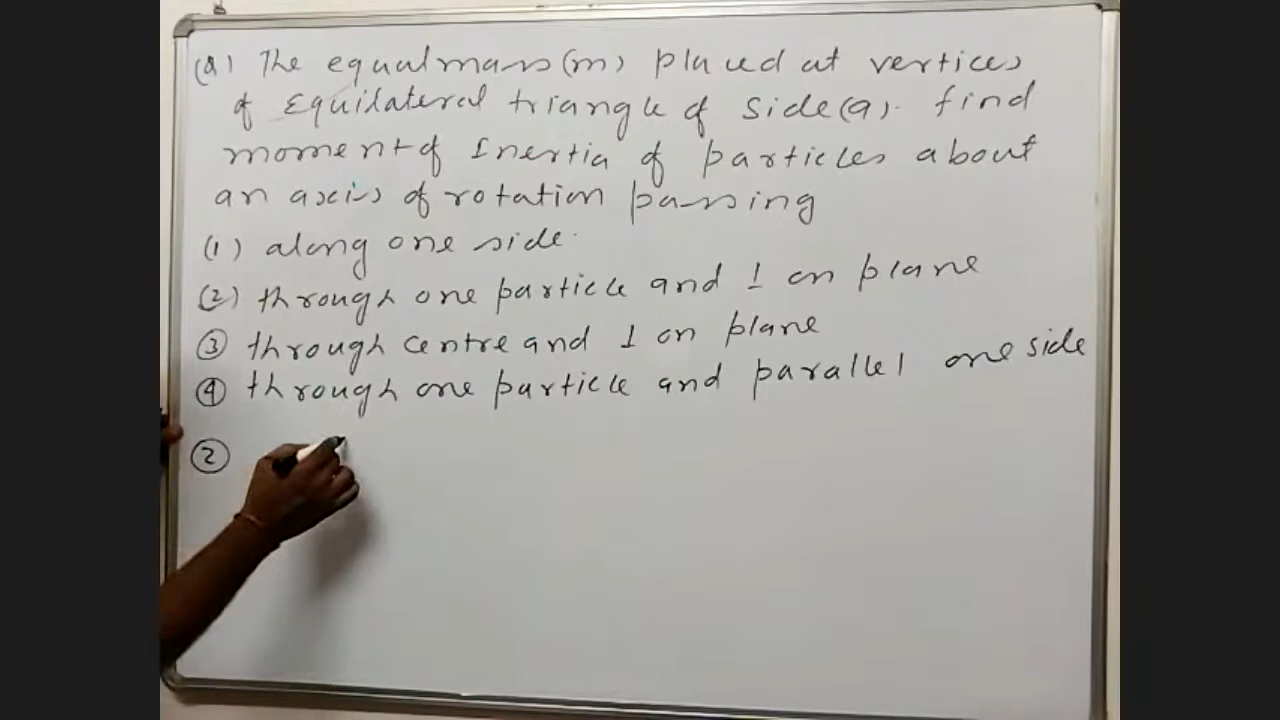 (Q) The equal mass (m) placed at vertices
of Equilateral triangle of side (a). find
moment of Inertia of particles about
an axis of rotation passing
(1) along one side.
(2) through one particle and ⊥ on plane
③ through centre and ⊥ on plane
④ through one particle and parallel one side
②